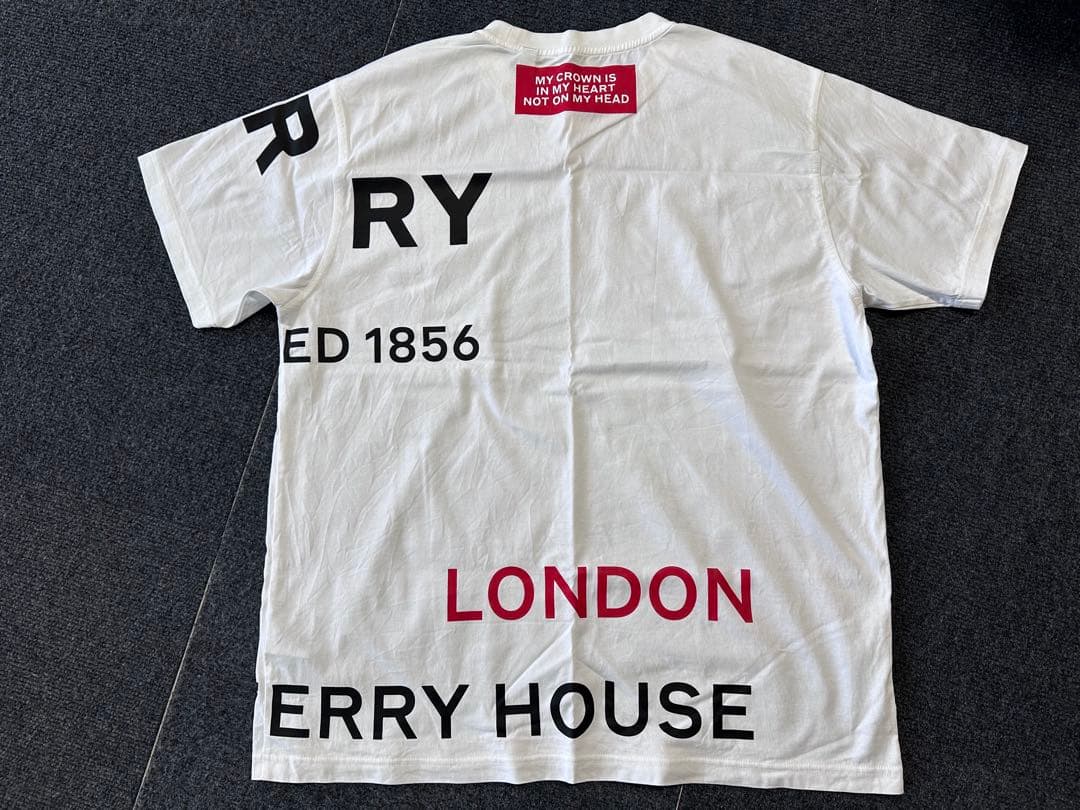 MY CROWN IS
IN MY HEART
NOT ON MY HEAD
R
RY
ED 1856
LONDON
ERRY HOUSE